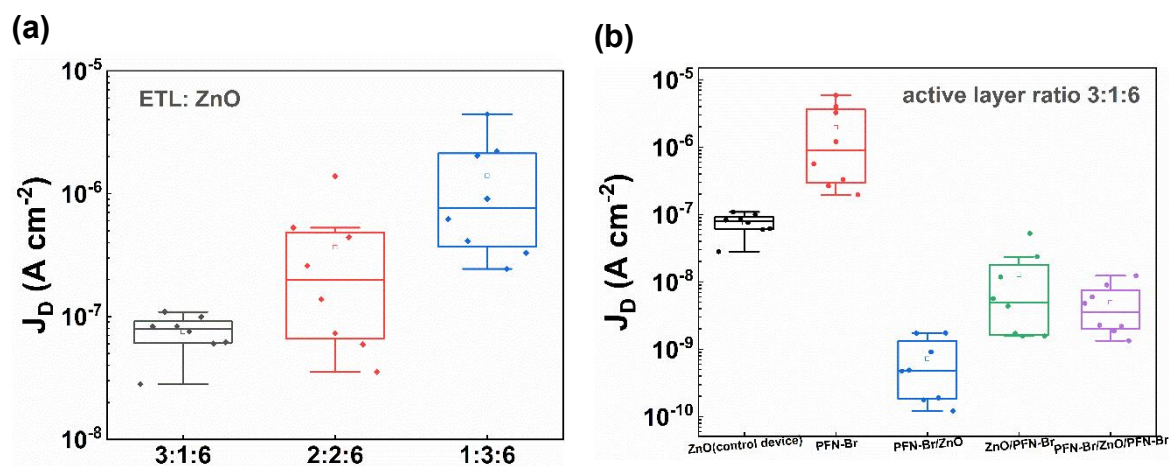 (a)
(b)
10^-5
ETL: ZnO
10^-6
10^-7
10^-8
J_D (A cm^-2)
3:1:6
2:2:6
1:3:6
10^-5
active layer ratio 3:1:6
10^-6
10^-7
10^-8
10^-9
10^-10
J_D (A cm^-2)
ZnO(control device)
PFN-Br
PFN-Br/ZnO
ZnO/PFN-Br
PFN-Br/ZnO/PFN-Br